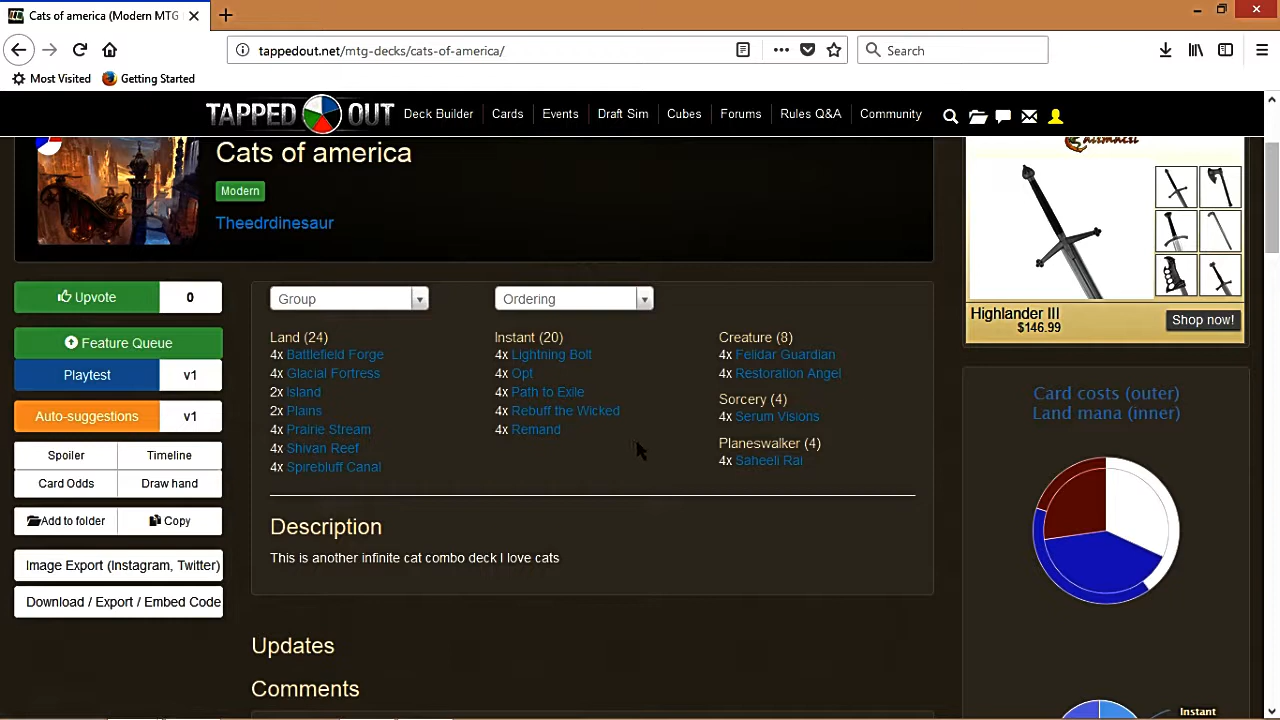 Cats of america (Modern MTG
tappedout.net/mtg-decks/cats-of-america/
Search
Most Visited
Getting Started
TAPPED OUT
Deck Builder
Cards
Events
Draft Sim
Cubes
Forums
Rules Q&A
Community
Cats of america
Modern
Theedrdinesaur
Highlander III
$146.99
Shop now!
Upvote
0
Feature Queue
Playtest
v1
Auto-suggestions
v1
Spoiler
Timeline
Card Odds
Draw hand
Add to folder
Copy
Image Export (Instagram, Twitter)
Download / Export / Embed Code
Group
Ordering
Land (24)
4x Battlefield Forge
4x Glacial Fortress
2x Island
2x Plains
4x Prairie Stream
4x Shivan Reef
4x Spirebluff Canal
Instant (20)
4x Lightning Bolt
4x Opt
4x Path to Exile
4x Rebuff the Wicked
4x Remand
Creature (8)
4x Felidar Guardian
4x Restoration Angel
Sorcery (4)
4x Serum Visions
Planeswalker (4)
4x Saheeli Rai
Description
This is another infinite cat combo deck I love cats
Updates
Comments
Card costs (outer)
Land mana (inner)
Instant